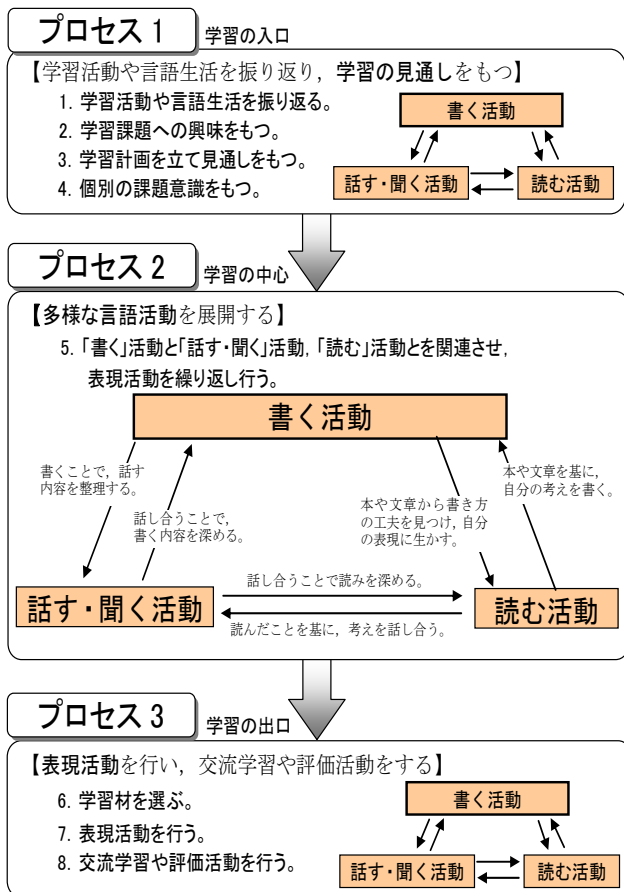 プロセス１ 学習の入口
【学習活動や言語生活を振り返り，学習の見通しをもつ】
1. 学習活動や言語生活を振り返る。
2. 学習課題への興味をもつ。
3. 学習計画を立て見通しをもつ。
4. 個別の課題意識をもつ。
書く活動
話す・聞く活動
読む活動
プロセス２ 学習の中心
【多様な言語活動を展開する】
5. 「書く」活動と「話す・聞く」活動，「読む」活動とを関連させ，
表現活動を繰り返し行う。
書く活動
書くことで，話す
内容を整理する。
話し合うことで，
書く内容を深める。
本や文章から書き方
の工夫を見つけ，自分
の表現に生かす。
本や文章を基に，
自分の考えを書く。
話す・聞く活動
話し合うことで読みを深める。
読んだことを基に，考えを話し合う。
読む活動
プロセス３ 学習の出口
【表現活動を行い，交流学習や評価活動をする】
6. 学習材を選ぶ。
7. 表現活動を行う。
8. 交流学習や評価活動を行う。
書く活動
話す・聞く活動
読む活動